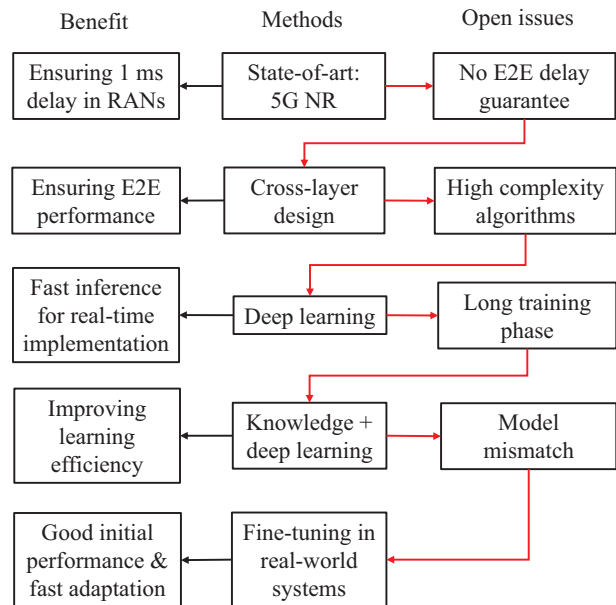 Benefit
Methods
Open issues
Ensuring 1 ms
delay in RANs
State-of-art:
5G NR
No E2E delay
guarantee
Ensuring E2E
performance
Cross-layer
design
High complexity
algorithms
Fast inference
for real-time
implementation
Deep learning
Long training
phase
Improving
learning
efficiency
Knowledge +
deep learning
Model
mismatch
Good initial
performance &
fast adaptation
Fine-tuning in
real-world
systems